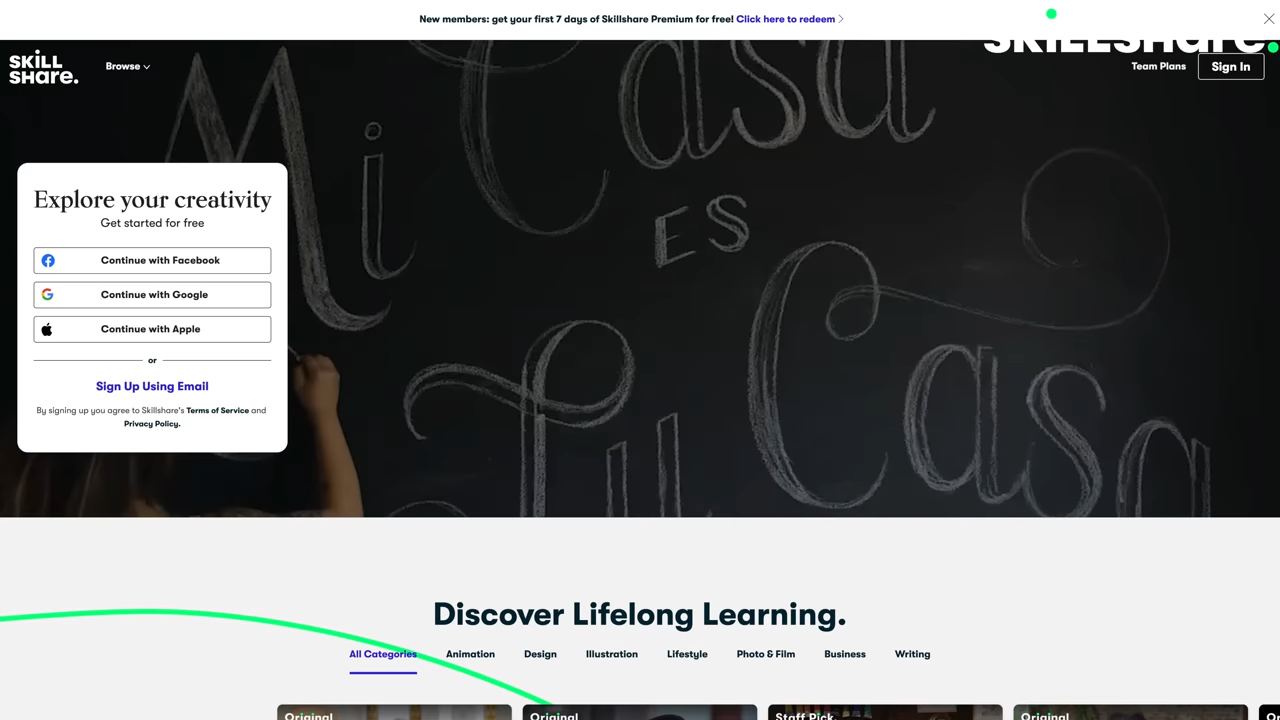 New members: get your first 7 days of Skillshare Premium for free! Click here to redeem
SKILLSHARE.
SKILL
SHARE.
Browse
Team Plans
Sign In
Mi Casa
ES
Tu Casa
Explore your creativity
Get started for free
Continue with Facebook
Continue with Google
Continue with Apple
or
Sign Up Using Email
By signing up you agree to Skillshare's Terms of Service and
Privacy Policy.
Discover Lifelong Learning.
All Categories
Animation
Design
Illustration
Lifestyle
Photo & Film
Business
Writing
Original
Original
Staff Pick
Original